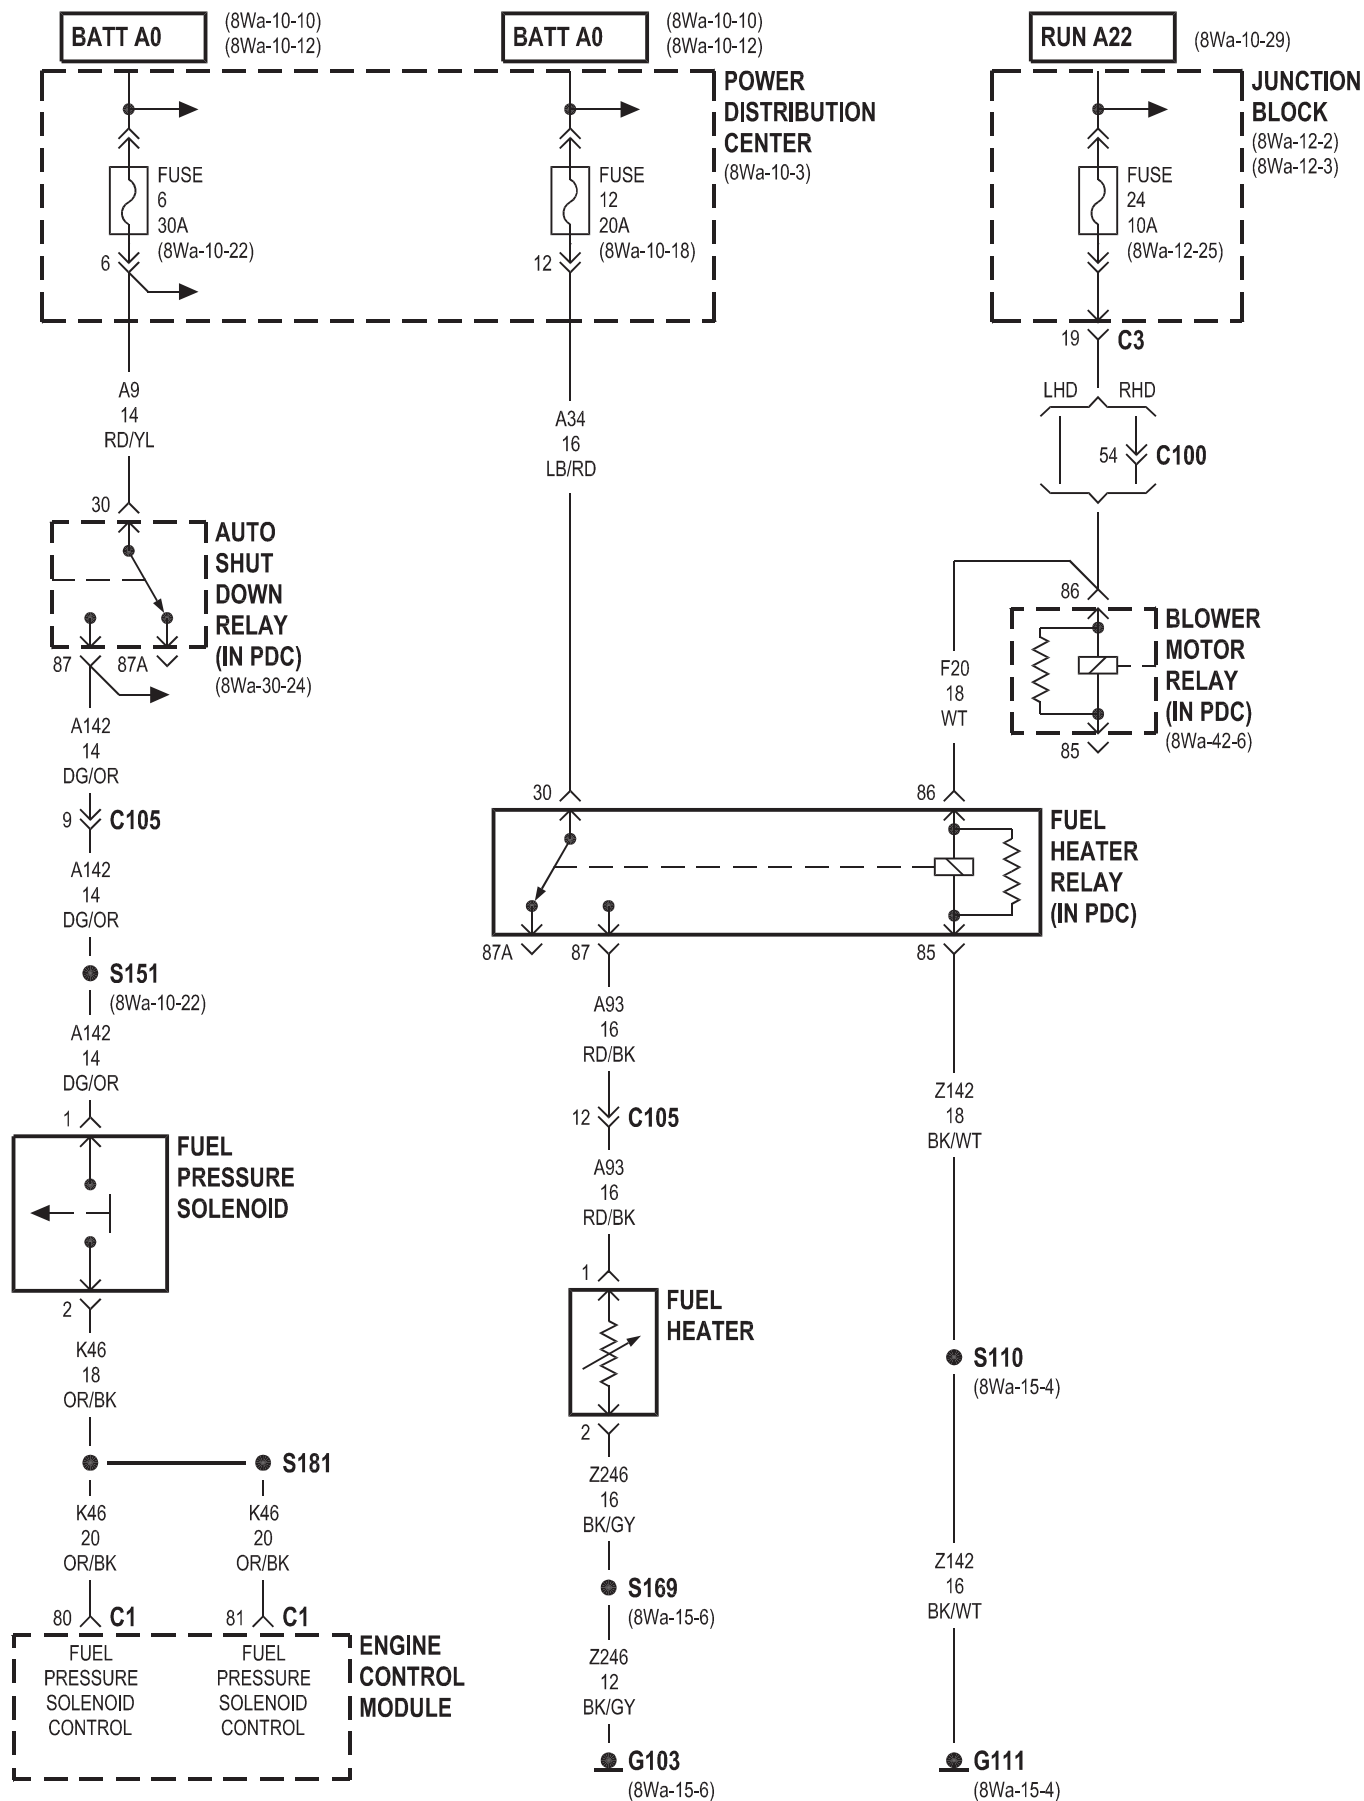 BATT A0
(8Wa-10-10)
(8Wa-10-12)
BATT A0
(8Wa-10-10)
(8Wa-10-12)
RUN A22
(8Wa-10-29)
POWER
DISTRIBUTION
CENTER
(8Wa-10-3)
JUNCTION
BLOCK
(8Wa-12-2)
(8Wa-12-3)
FUSE
6
30A
(8Wa-10-22)
6
FUSE
12
20A
(8Wa-10-18)
12
FUSE
24
10A
(8Wa-12-25)
19
C3
LHD
RHD
54
C100
A9
14
RD/YL
30
AUTO
SHUT
DOWN
RELAY
(IN PDC)
(8Wa-30-24)
87
87A
A142
14
DG/OR
9
C105
A142
14
DG/OR
S151
(8Wa-10-22)
A142
14
DG/OR
1
FUEL
PRESSURE
SOLENOID
2
K46
18
OR/BK
S181
K46
20
OR/BK
K46
20
OR/BK
80
C1
81
C1
FUEL
PRESSURE
SOLENOID
CONTROL
FUEL
PRESSURE
SOLENOID
CONTROL
ENGINE
CONTROL
MODULE
A34
16
LB/RD
30
86
BLOWER
MOTOR
RELAY
(IN PDC)
(8Wa-42-6)
85
F20
18
WT
86
FUEL
HEATER
RELAY
(IN PDC)
87A
87
85
A93
16
RD/BK
12
C105
A93
16
RD/BK
1
FUEL
HEATER
2
Z246
16
BK/GY
S169
(8Wa-15-6)
Z246
12
BK/GY
G103
(8Wa-15-6)
Z142
18
BK/WT
S110
(8Wa-15-4)
Z142
16
BK/WT
G111
(8Wa-15-4)